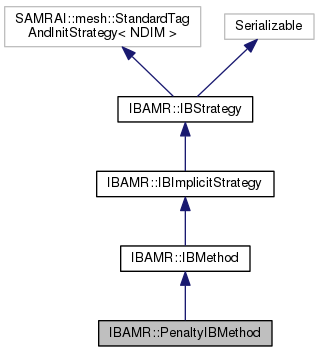 SAMRAI::mesh::StandardTag
AndInitStrategy< NDIM >
Serializable
IBAMR::IBStrategy
IBAMR::IBImplicitStrategy
IBAMR::IBMethod
IBAMR::PenaltyIBMethod